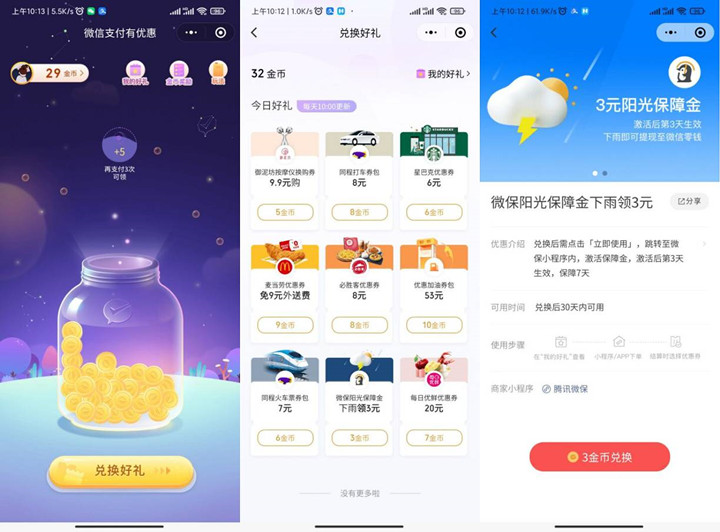 上午10:13 | 5.5K/s
微信支付有优惠
29 金币
我的好礼
金币奖励
+5
再支付3次
可领
兑换好礼
上午10:12 | 1.0K/s
兑换好礼
32 金币
我的好礼
今日好礼
每天10:00更新
御泥坊按摩仪换购券
9.9元购
5金币
同程打车券包
8元
8金币
星巴克优惠券
6元
6金币
麦当劳优惠券
免9元外送费
9金币
必胜客优惠券
8元
8金币
优惠加油券包
53元
10金币
同程火车票券包
7元
6金币
微保阳光保障金
下雨领3元
3金币
每日优鲜优惠券
20元
7金币
没有更多啦
上午10:12 | 61.9K/s
3元阳光保障金
激活后第3天生效
下雨即可提现至微信零钱
微保阳光保障金下雨领3元
分享
优惠介绍
兑换后需点击「立即使用」，跳转至微
保小程序内，激活保障金，激活后第3天
生效，保障7天
可用时间
兑换后30天内可用
使用步骤
在“我的好礼”查看
小程序/APP下单
结算时选择优惠券
商家小程序
腾讯微保
3金币兑换